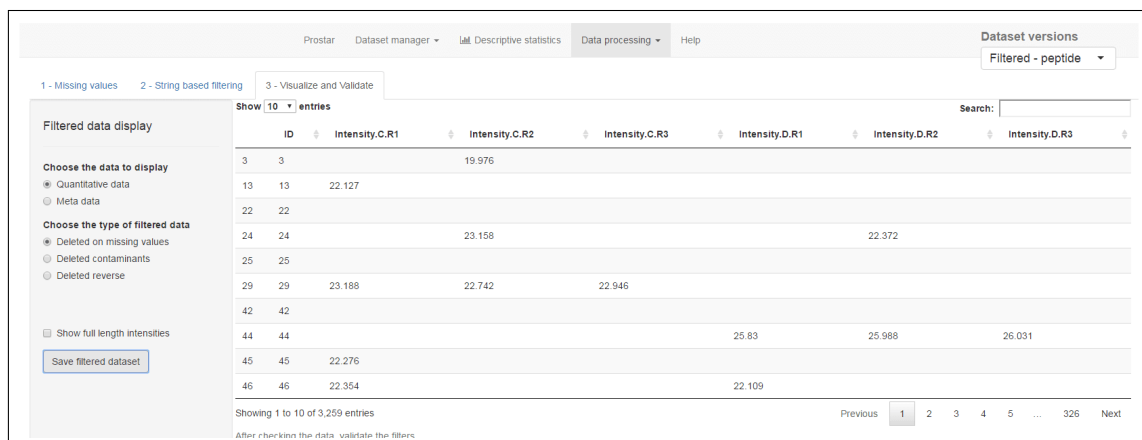 Prostar Dataset manager Descriptive statistics Data processing Help
Dataset versions
Filtered - peptide
1 - Missing values 2 - String based filtering 3 - Visualize and Validate
Filtered data display
Choose the data to display
Quantitative data
Meta data
Choose the type of filtered data
Deleted on missing values
Deleted contaminants
Deleted reverse
Show full length intensities
Save filtered dataset
Show 10 entries
Search:
ID Intensity.C.R1 Intensity.C.R2 Intensity.C.R3 Intensity.D.R1 Intensity.D.R2 Intensity.D.R3
3 3 19.976
13 13 22.127
22 22
24 24 23.158 22.372
25 25
29 29 23.188 22.742 22.946
42 42
44 44 25.83 25.988 26.031
45 45 22.276
46 46 22.354 22.109
Showing 1 to 10 of 3,259 entries
Previous 1 2 3 4 5 ... 326 Next
After checking the data, validate the filters